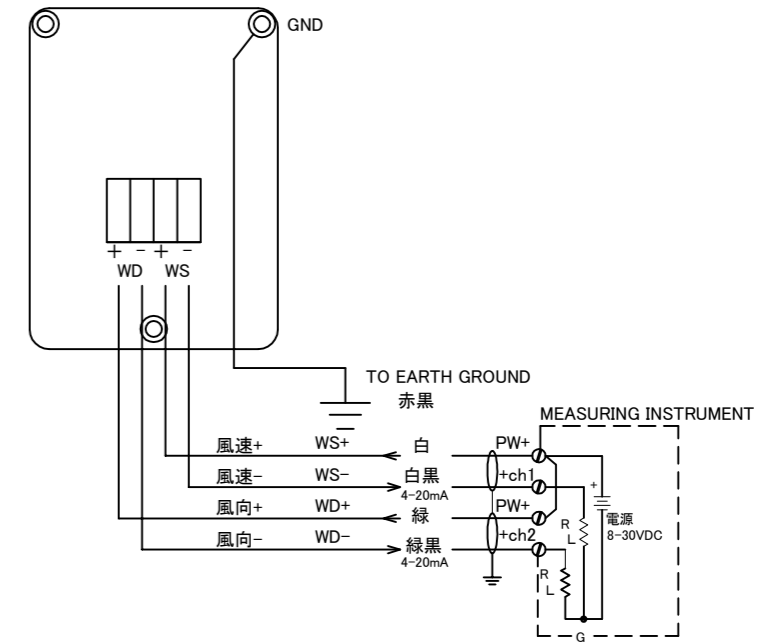 GND
+ - + -
WD WS
TO EARTH GROUND
赤黒
MEASURING INSTRUMENT
風速+ WS+ 白 PW+
風速- WS- 白黒 +ch1
4-20mA
風向+ WD+ 緑 PW+
風向- WD- 緑黒 +ch2
4-20mA
+
電源
8-30VDC
R
L
R
L
G